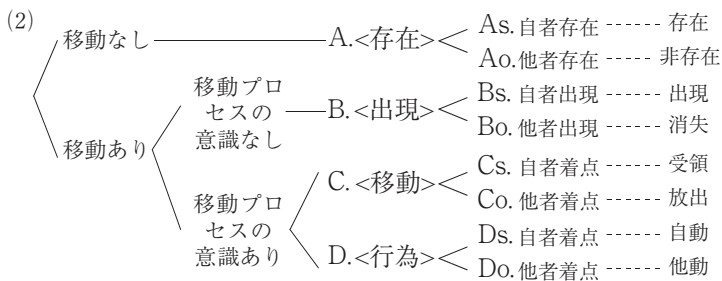 (2)
移動なし A.<存在> As. 自者存在 存在
Ao. 他者存在 非存在
移動あり
移動プロ
セスの
意識なし
B.<出現> Bs. 自者出現 出現
Bo. 他者出現 消失
移動プロ
セスの
意識あり
C.<移動> Cs. 自者着点 受領
Co. 他者着点 放出
D.<行為> Ds. 自者着点 自動
Do. 他者着点 他動